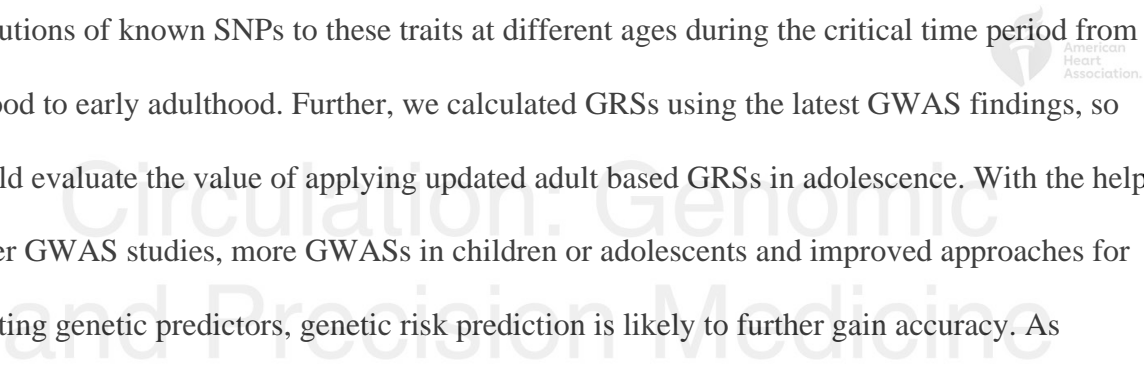 utions of known SNPs to these traits at different ages during the critical time period from
American
Heart
Association.
ood to early adulthood. Further, we calculated GRSs using the latest GWAS findings, so
ld evaluate the value of applying updated adult based GRSs in adolescence. With the help
Circulation: Genomic
er GWAS studies, more GWASs in children or adolescents and improved approaches for
and Precision Medicine
ting genetic predictors, genetic risk prediction is likely to further gain accuracy. As